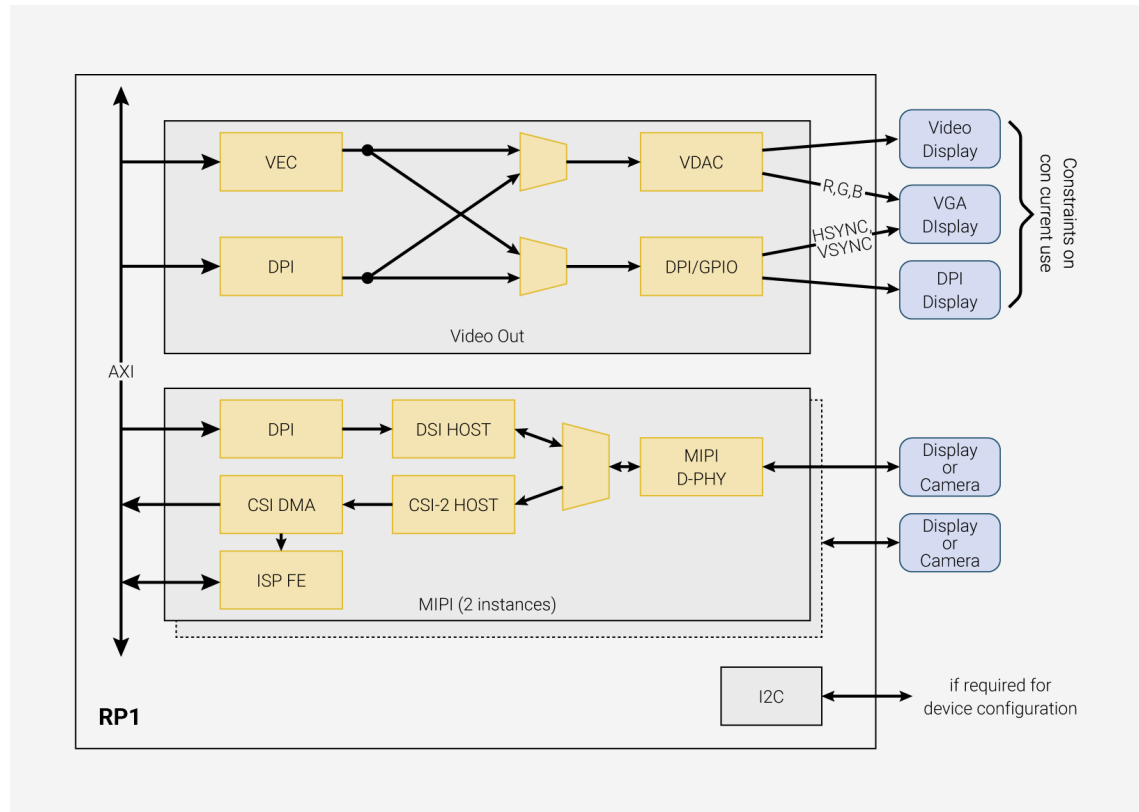 VEC
VDAC
Video
Display
R,G,B
VGA
DIsplay
HSYNC,
VSYNC
DPI
DPI/GPIO
DPI
Display
Constraints on
con current use
Video Out
AXI
DPI
DSI HOST
MIPI
D-PHY
Display
or
Camera
CSI DMA
CSI-2 HOST
Display
or
Camera
ISP FE
MIPI (2 instances)
RP1
I2C
if required for
device configuration